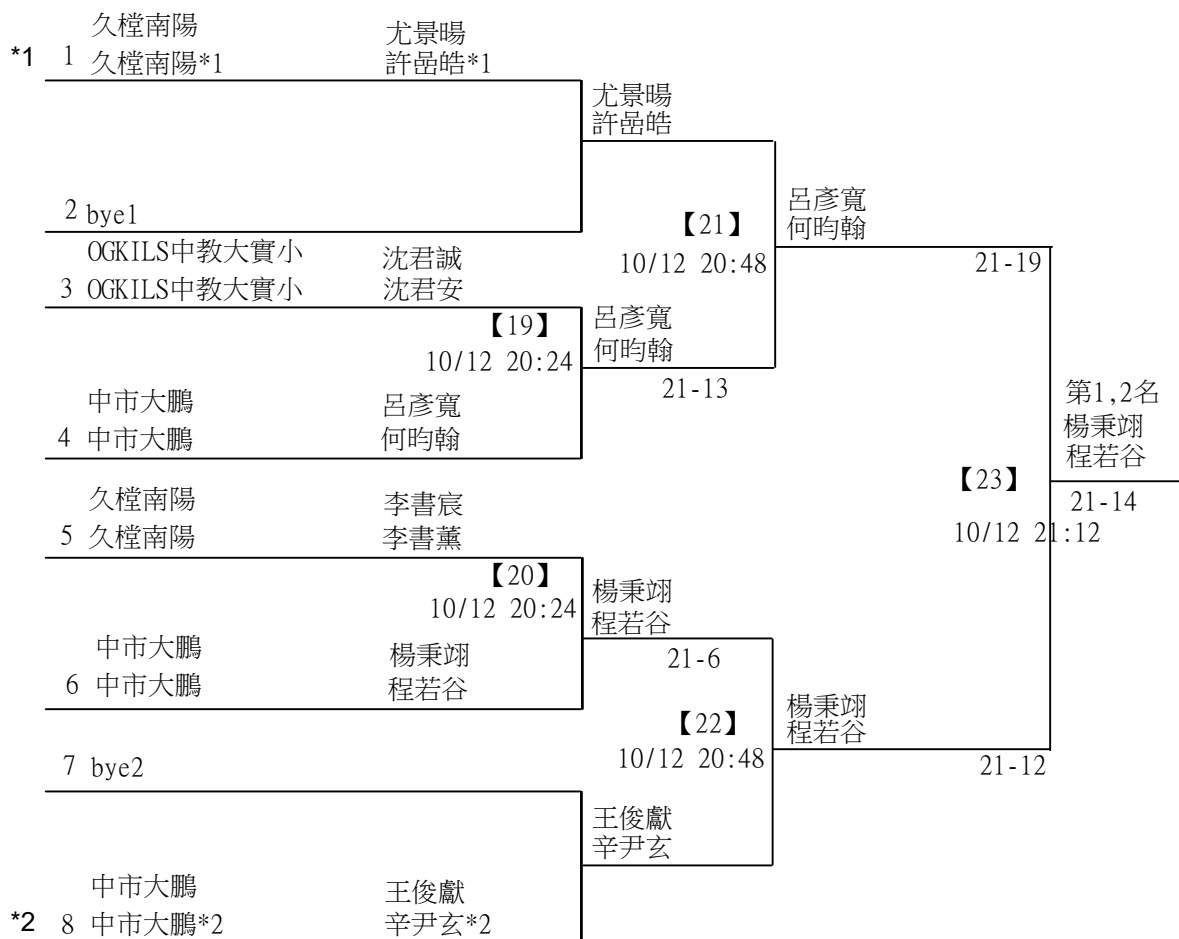 久樘南陽 尤景暘
*1 1 久樘南陽*1 許嵒皓*1
尤景暘
許嵒皓
2 bye1
【21】
10/12 20:48
呂彥寬
何昀翰
21-19
OGKILS中教大實小 沈君誠
3 OGKILS中教大實小 沈君安
【19】
10/12 20:24
呂彥寬
何昀翰
21-13
中市大鵬 呂彥寬
4 中市大鵬 何昀翰
第1,2名
楊秉翊
程若谷
【23】
21-14
10/12 21:12
久樘南陽 李書宸
5 久樘南陽 李書薰
【20】
10/12 20:24
楊秉翊
程若谷
21-6
中市大鵬 楊秉翊
6 中市大鵬 程若谷
【22】
10/12 20:48
楊秉翊
程若谷
21-12
7 bye2
王俊獻
辛尹玄
中市大鵬 王俊獻
*2 8 中市大鵬*2 辛尹玄*2